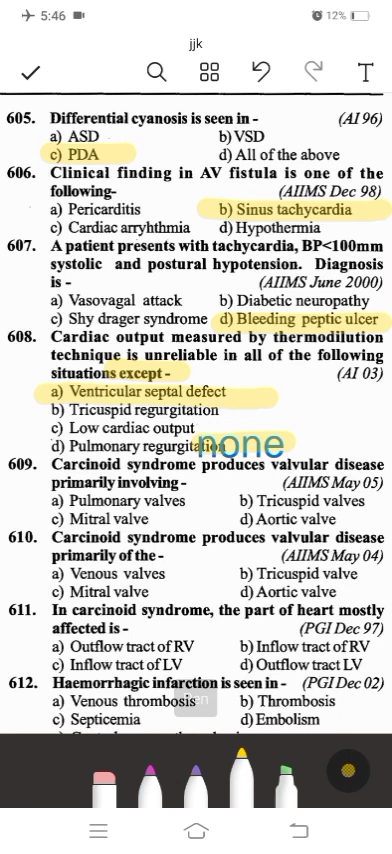 5:46 12%
jjk
T
605. Differential cyanosis is seen in - (AI 96)
a) ASD b) VSD
c) PDA d) All of the above
606. Clinical finding in AV fistula is one of the
following- (AIIMS Dec 98)
a) Pericarditis b) Sinus tachycardia
c) Cardiac arryhthmia d) Hypothermia
607. A patient presents with tachycardia, BP<100mm
systolic and postural hypotension. Diagnosis
is - (AIIMS June 2000)
a) Vasovagal attack b) Diabetic neuropathy
c) Shy drager syndrome d) Bleeding peptic ulcer
608. Cardiac output measured by thermodilution
technique is unreliable in all of the following
situations except - (AI 03)
a) Ventricular septal defect
b) Tricuspid regurgitation
c) Low cardiac output
d) Pulmonary regurgitation none
609. Carcinoid syndrome produces valvular disease
primarily involving - (AIIMS May 05)
a) Pulmonary valves b) Tricuspid valves
c) Mitral valve d) Aortic valve
610. Carcinoid syndrome produces valvular disease
primarily of the - (AIIMS May 04)
a) Venous valves b) Tricuspid valve
c) Mitral valve d) Aortic valve
611. In carcinoid syndrome, the part of heart mostly
affected is - (PGI Dec 97)
a) Outflow tract of RV b) Inflow tract of RV
c) Inflow tract of LV d) Outflow tract LV
612. Haemorrhagic infarction is seen in - (PGI Dec 02)
a) Venous thrombosis b) Thrombosis
c) Septicemia d) Embolism